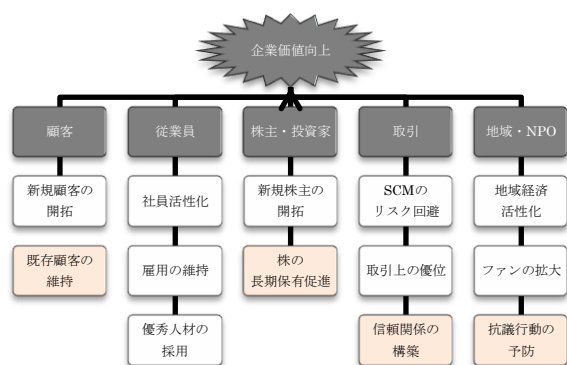 企業価値向上
顧客
従業員
株主・投資家
取引
地域・NPO
新規顧客の
開拓
社員活性化
新規株主の
開拓
SCMの
リスク回避
地域経済
活性化
既存顧客の
維持
雇用の維持
株の
長期保有促進
取引上の優位
ファンの拡大
優秀人材の
採用
信頼関係の
構築
抗議行動の
予防